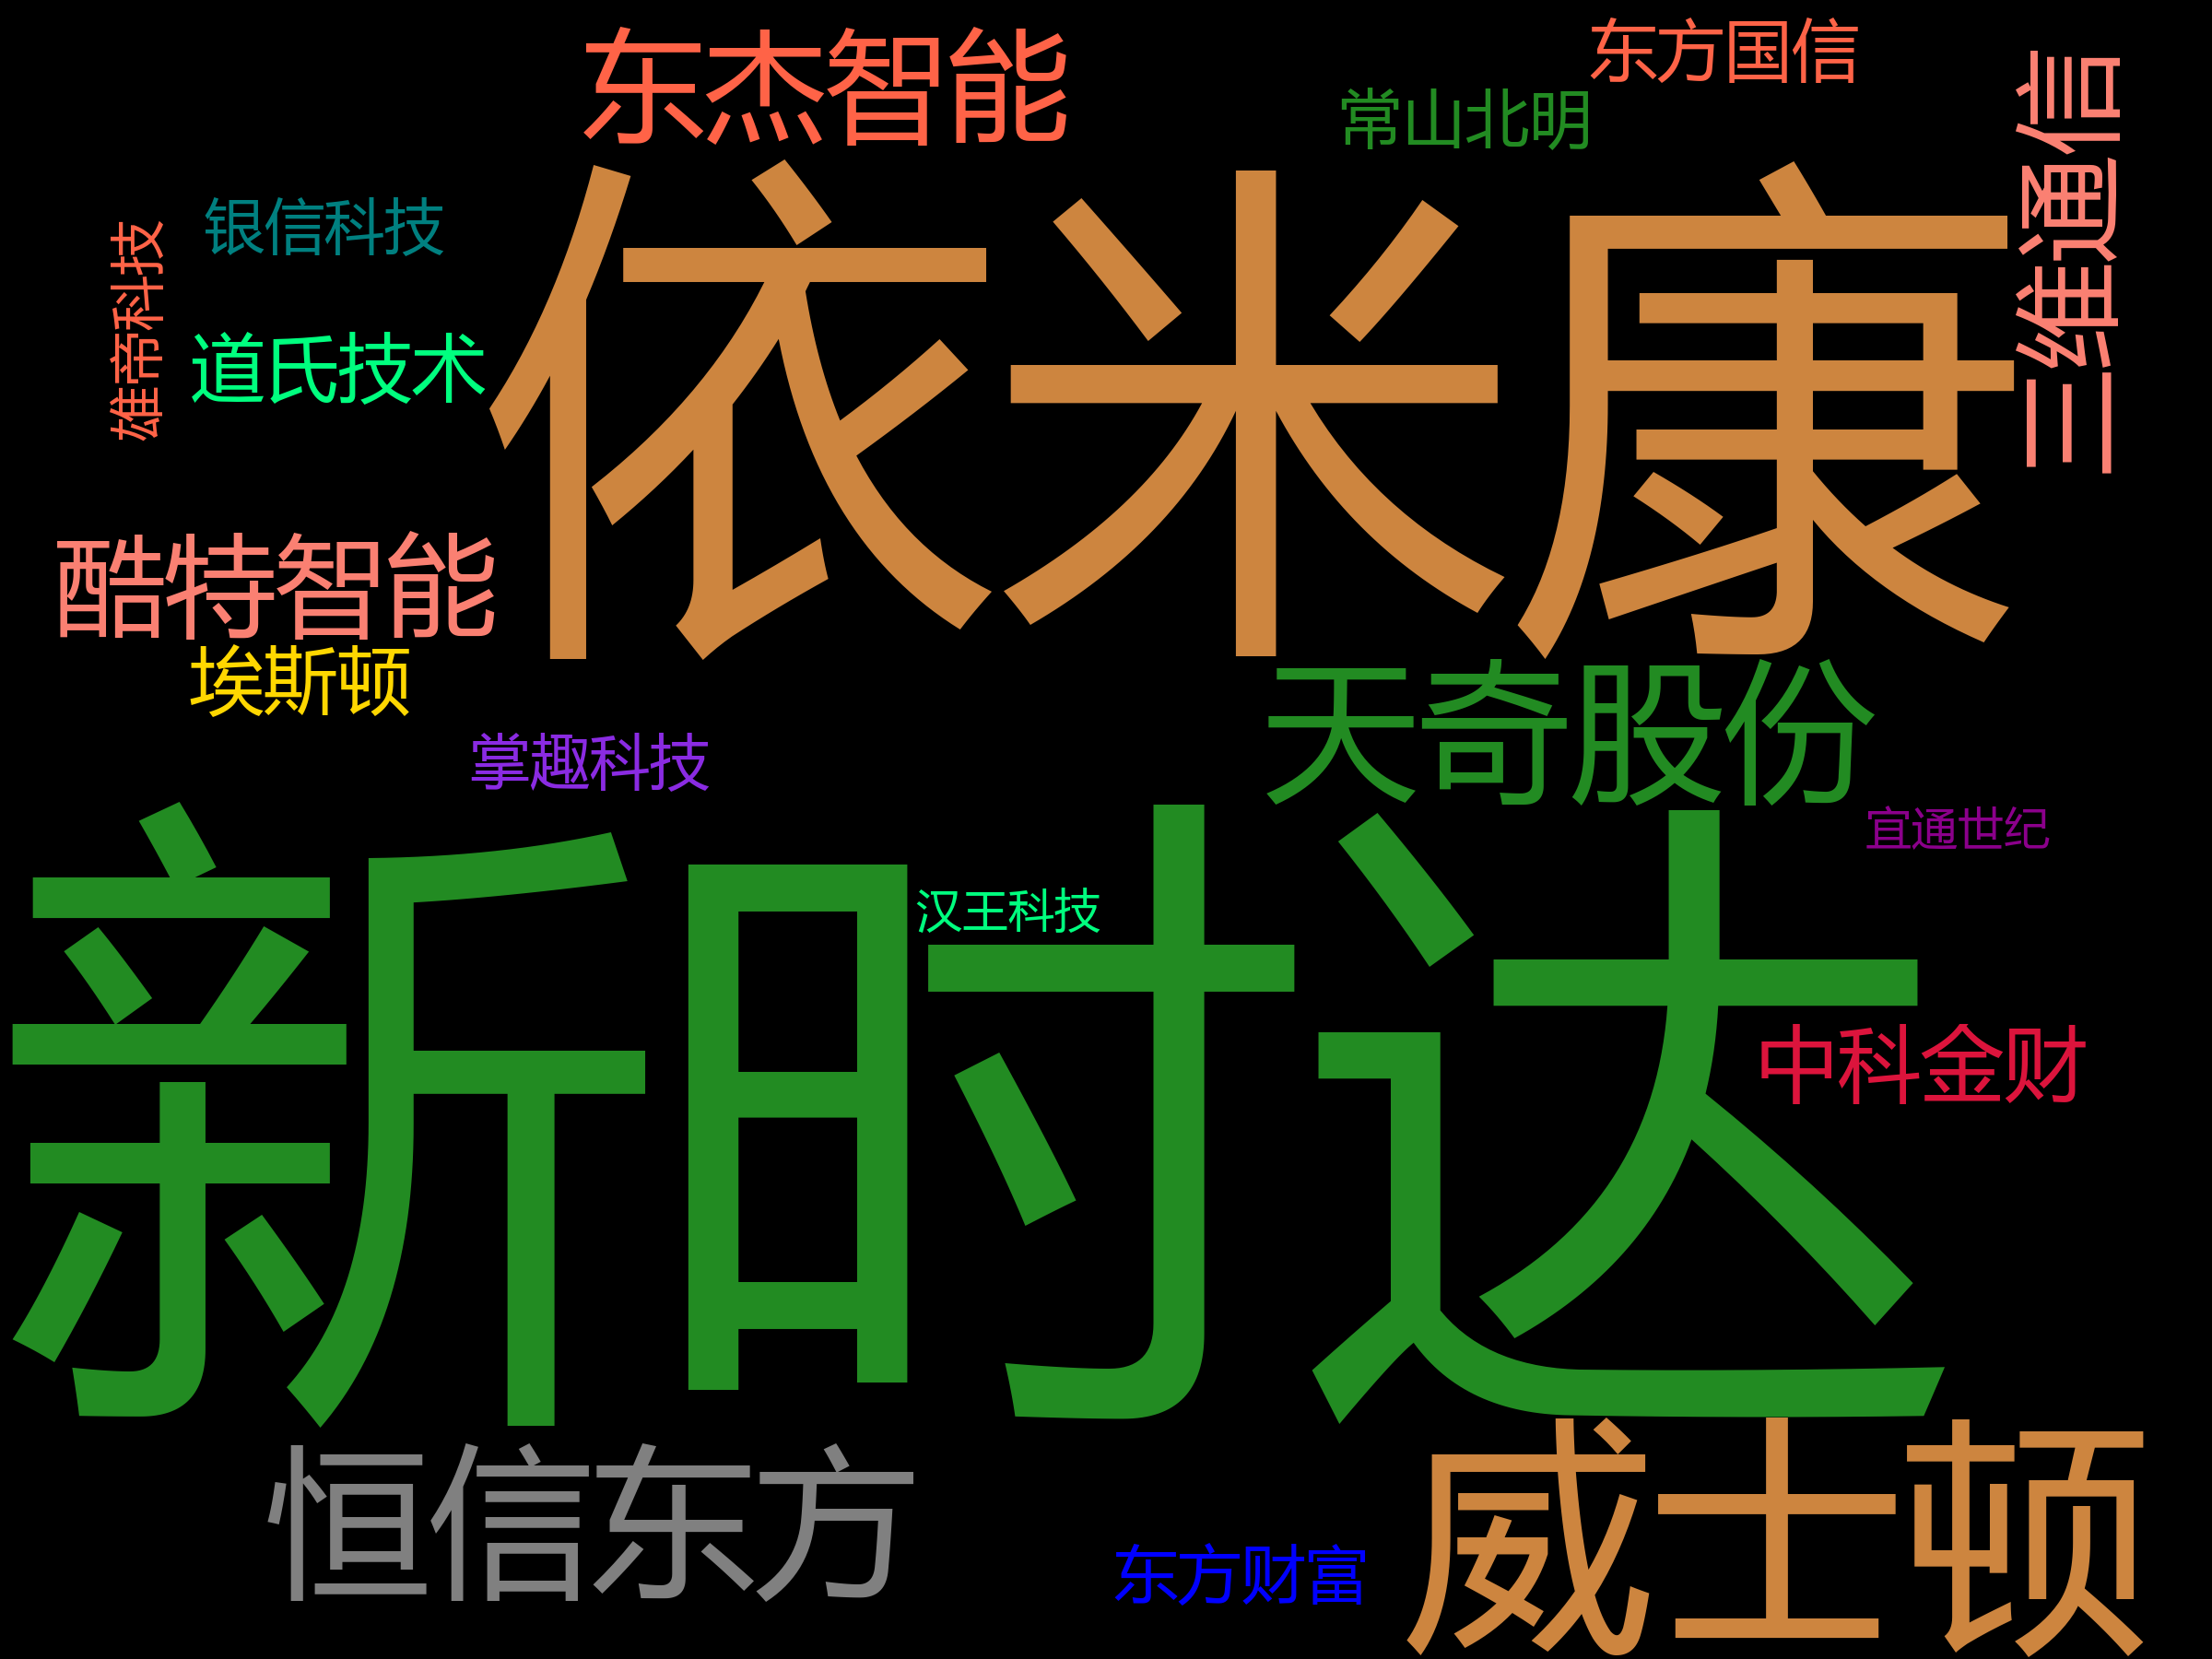 东杰智能
东方国信
常山北明
三维通信
银信科技
雄帝科技
依米康
道氏技术
酷特智能
埃斯顿
天奇股份
掌趣科技
宜通世纪
汉王科技
新时达
中科金财
恒信东方
东方财富
威士顿